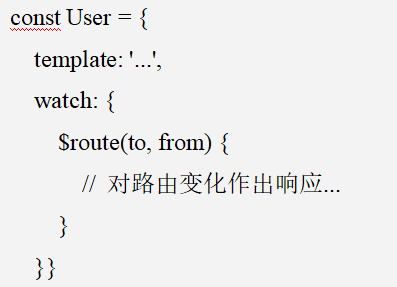 const User = {
template: '...',
watch: {
$route(to, from) {
// 对路由变化作出响应...
}
}}